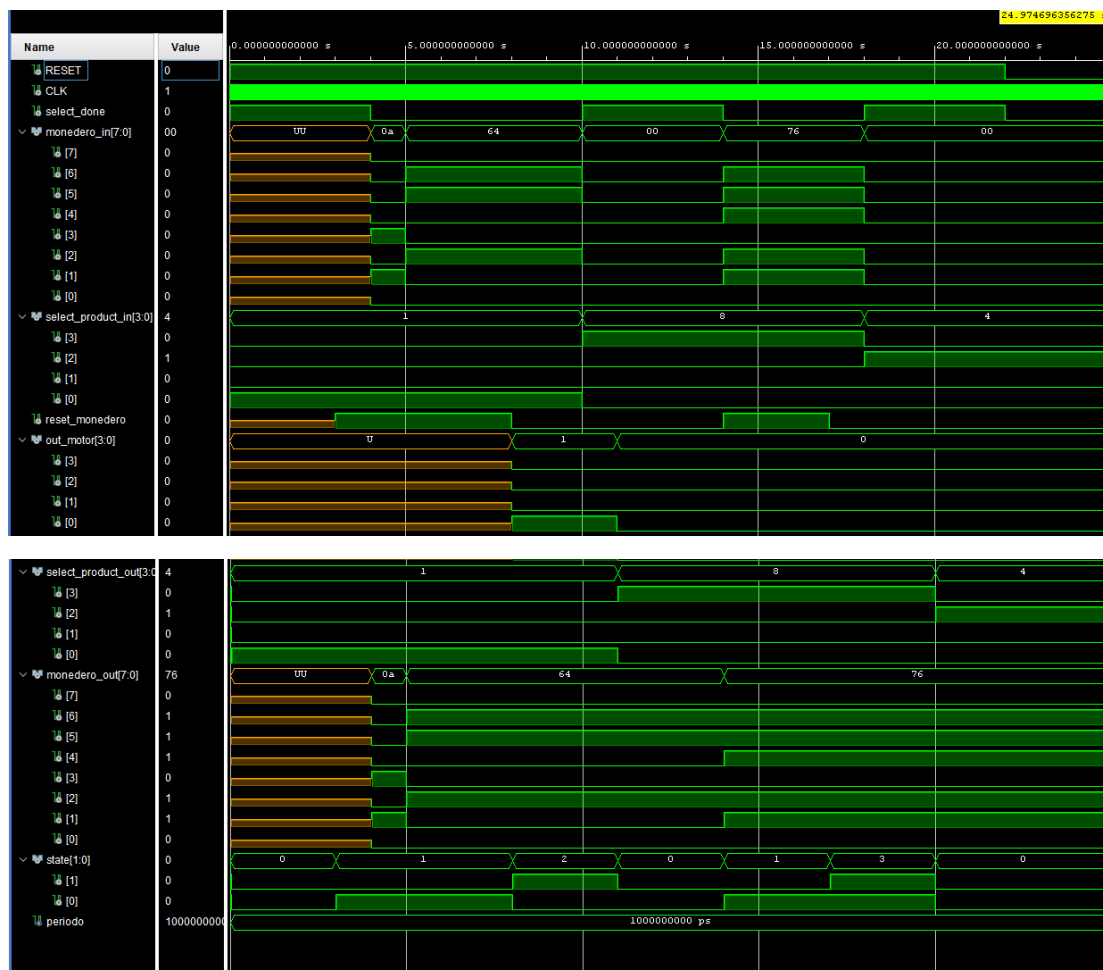 24.974696356275 s
Name Value
0.000000000000 s 5.000000000000 s 10.000000000000 s 15.000000000000 s 20.000000000000 s
RESET 0
CLK 1
select_done 0
monedero_in[7:0] 00 UU 0a 64 00 76 00
[7] 0
[6] 0
[5] 0
[4] 0
[3] 0
[2] 0
[1] 0
[0] 0
select_product_in[3:0] 4 1 8 4
[3] 0
[2] 1
[1] 0
[0] 0
reset_monedero 0
out_motor[3:0] 0 U 1 0
[3] 0
[2] 0
[1] 0
[0] 0
select_product_out[3:0 4 1 8 4
[3] 0
[2] 1
[1] 0
[0] 0
monedero_out[7:0] 76 UU 0a 64 76
[7] 0
[6] 1
[5] 1
[4] 1
[3] 0
[2] 1
[1] 1
[0] 0
state[1:0] 0 0 1 2 0 1 3 0
[1] 0
[0] 0
periodo 1000000000 1000000000 ps